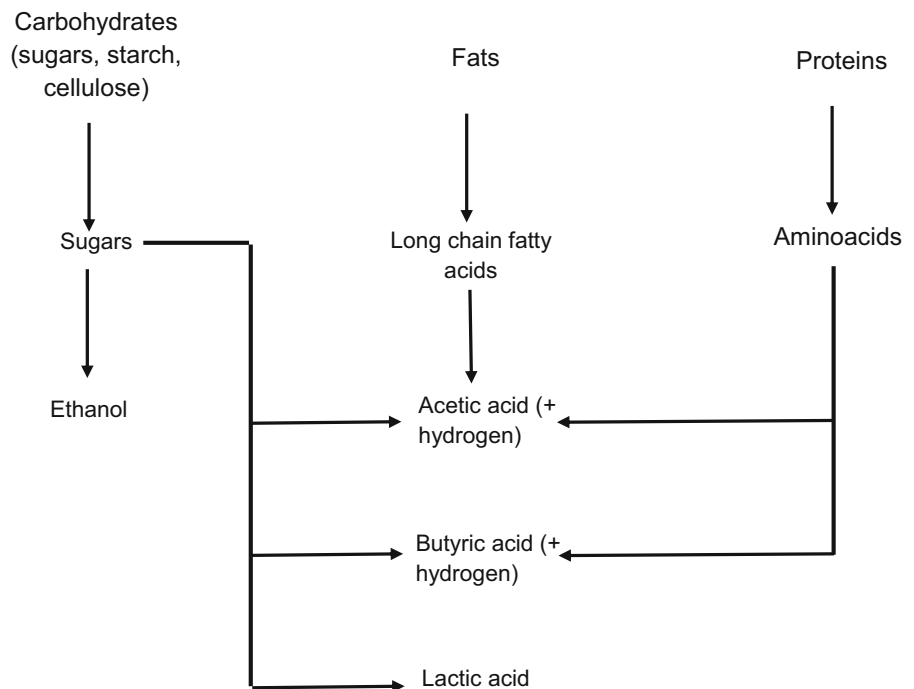 Carbohydrates
(sugars, starch,
cellulose)
Fats
Proteins
Sugars
Long chain fatty
acids
Aminoacids
Ethanol
Acetic acid (+
hydrogen)
Butyric acid (+
hydrogen)
Lactic acid